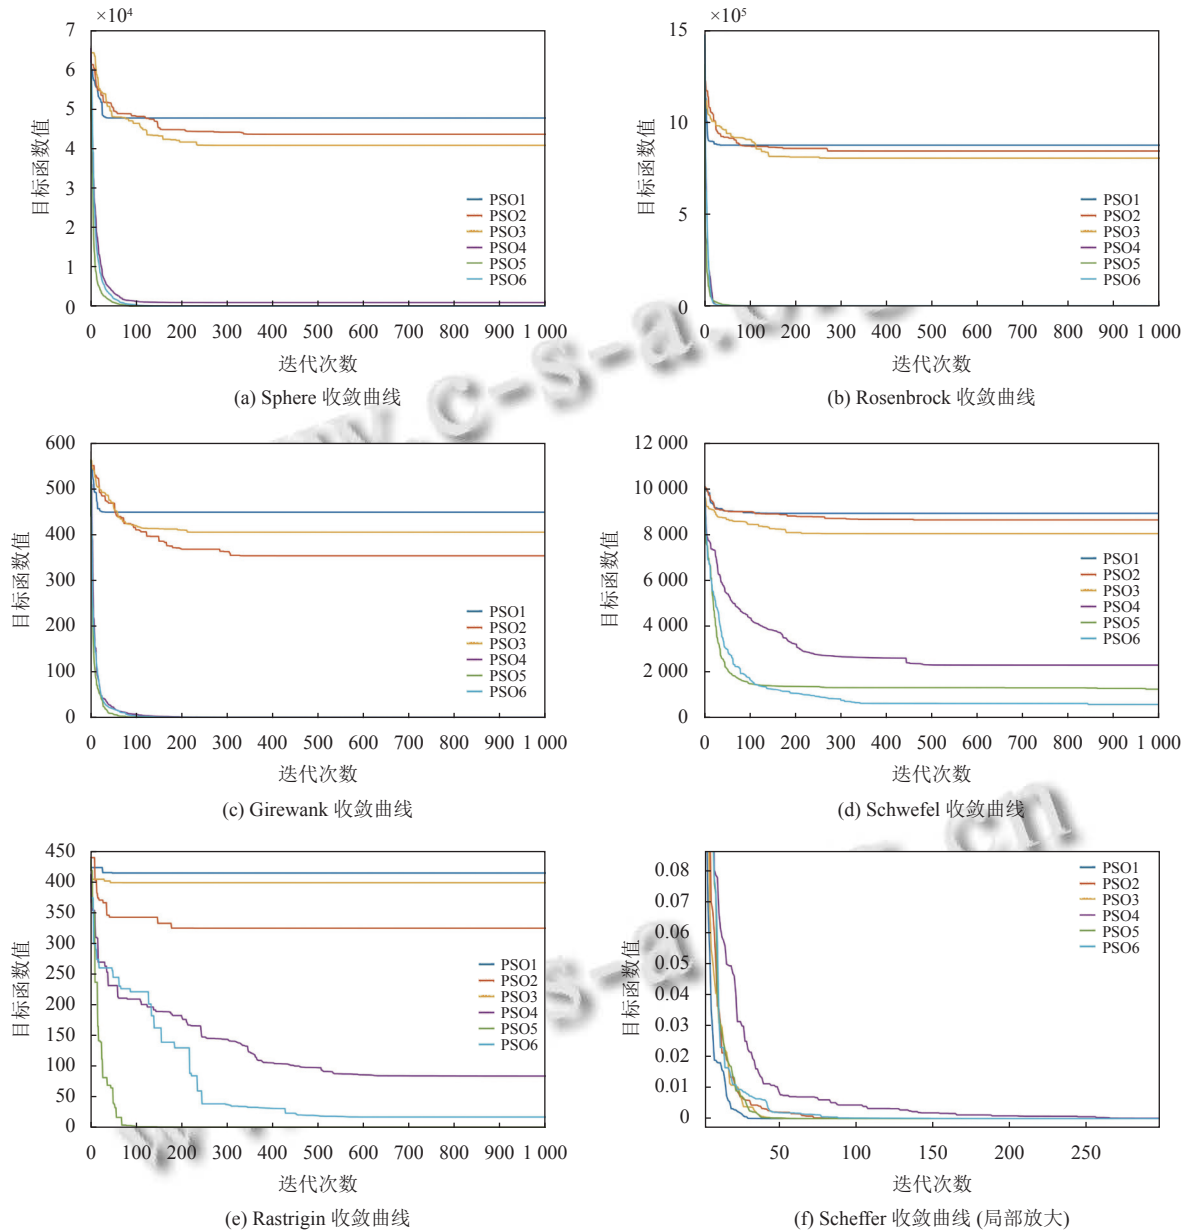 ×10⁴
7
6
5
4
3
2
1
0
目标函数值
PSO1
PSO2
PSO3
PSO4
PSO5
PSO6
0 100 200 300 400 500 600 700 800 900 1 000
迭代次数
(a) Sphere 收敛曲线
×10⁵
15
10
5
0
目标函数值
PSO1
PSO2
PSO3
PSO4
PSO5
PSO6
0 100 200 300 400 500 600 700 800 900 1 000
迭代次数
(b) Rosenbrock 收敛曲线
600
500
400
300
200
100
0
目标函数值
PSO1
PSO2
PSO3
PSO4
PSO5
PSO6
0 100 200 300 400 500 600 700 800 900 1 000
迭代次数
(c) Girewank 收敛曲线
12 000
10 000
8 000
6 000
4 000
2 000
0
目标函数值
PSO1
PSO2
PSO3
PSO4
PSO5
PSO6
0 100 200 300 400 500 600 700 800 900 1 000
迭代次数
(d) Schwefel 收敛曲线
450
400
350
300
250
200
150
100
50
0
目标函数值
PSO1
PSO2
PSO3
PSO4
PSO5
PSO6
0 100 200 300 400 500 600 700 800 900 1 000
迭代次数
(e) Rastrigin 收敛曲线
0.08
0.07
0.06
0.05
0.04
0.03
0.02
0.01
0
目标函数值
PSO1
PSO2
PSO3
PSO4
PSO5
PSO6
50 100 150 200 250
迭代次数
(f) Scheffer 收敛曲线 (局部放大)